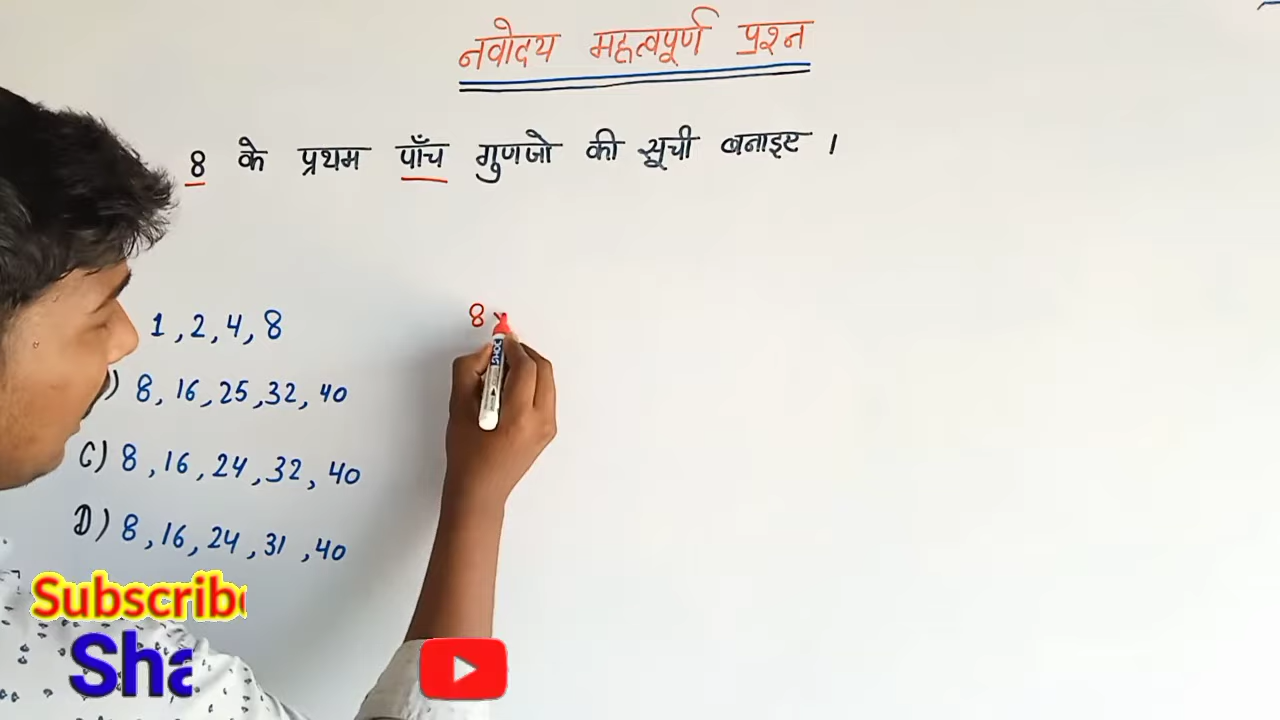 नवोदय महत्वपूर्ण प्रश्न
8 के प्रथम पाँच गुणजो की सूची बनाइए ।
1, 2, 4, 8
) 8, 16, 25, 32, 40
8 ×
C) 8, 16, 24, 32, 40
D) 8, 16, 24, 31, 40
Subscribe
Sha